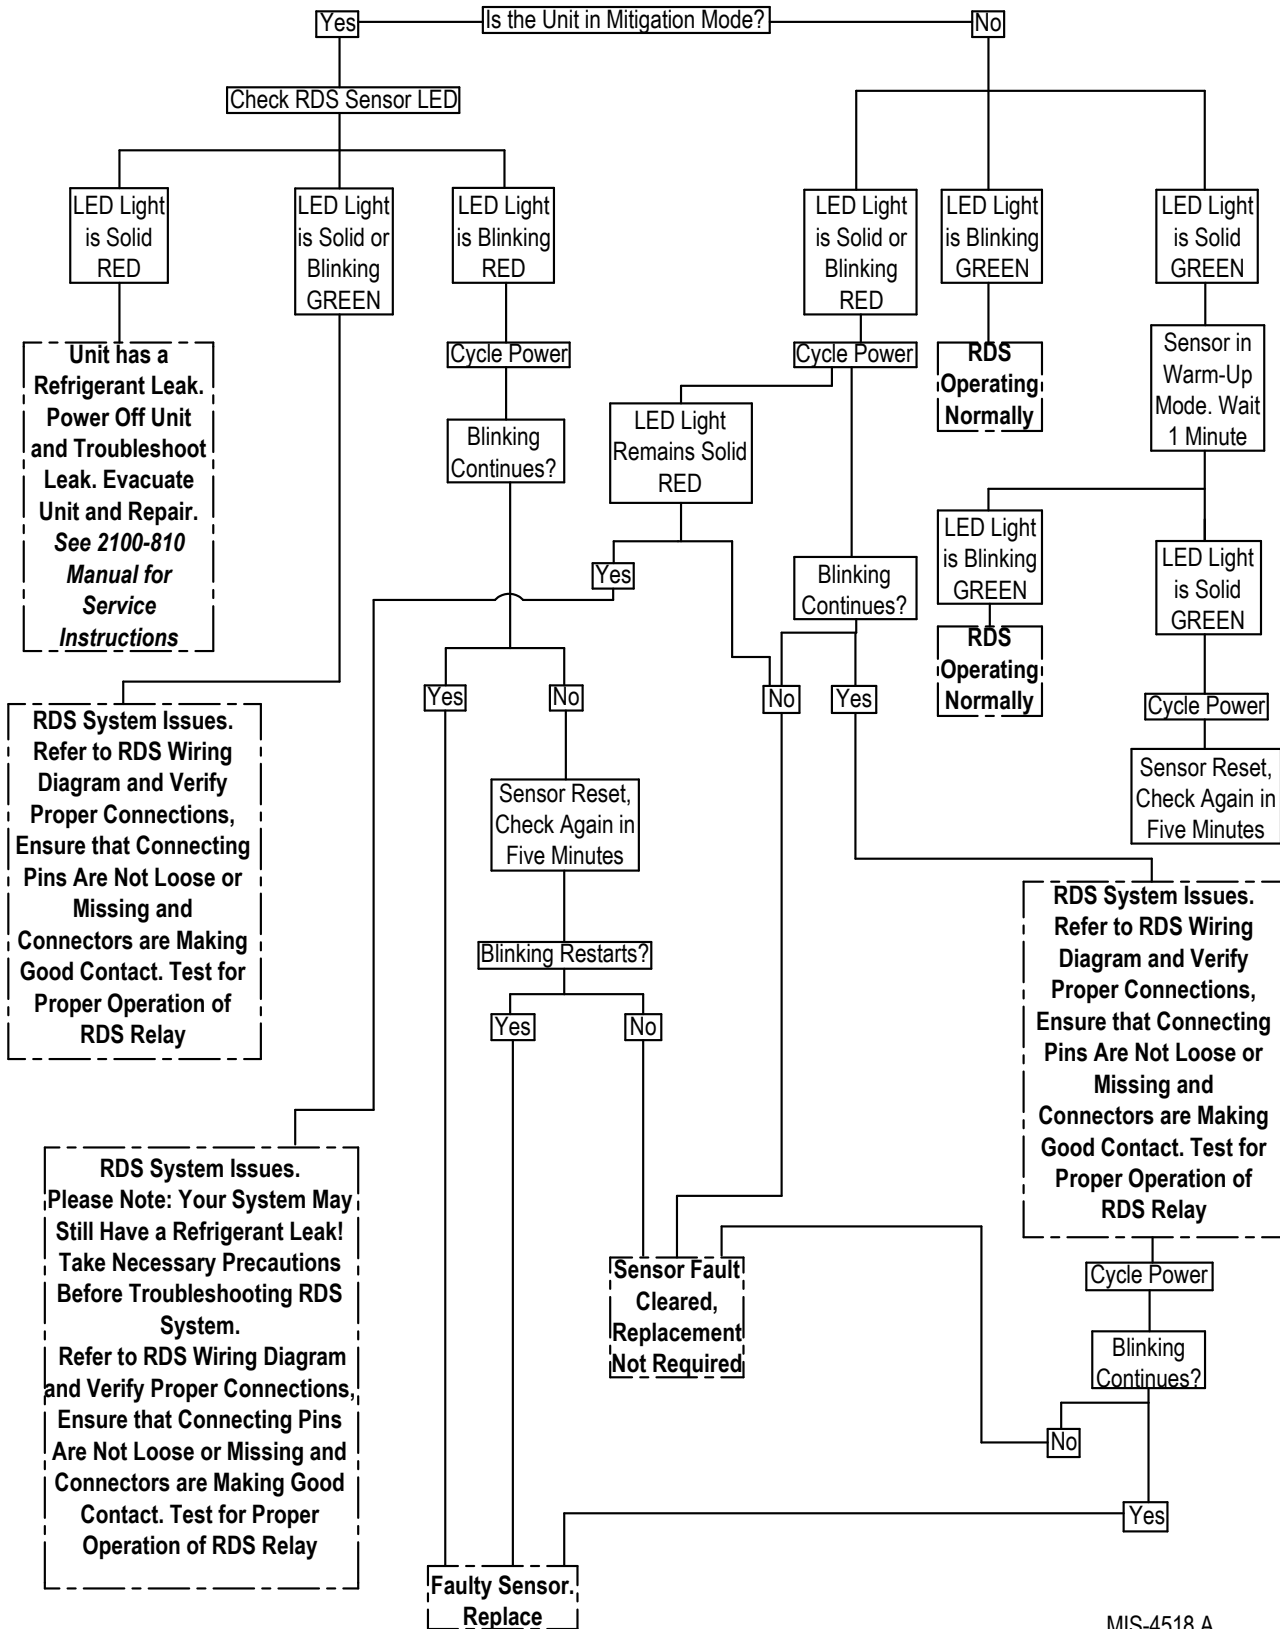 Is the Unit in Mitigation Mode?
Yes
No
Check RDS Sensor LED
LED Light
is Solid
RED
LED Light
is Solid or
Blinking
GREEN
LED Light
is Blinking
RED
LED Light
is Solid or
Blinking
RED
LED Light
is Blinking
GREEN
LED Light
is Solid
GREEN
Unit has a
Refrigerant Leak.
Power Off Unit
and Troubleshoot
Leak. Evacuate
Unit and Repair.
See 2100-810
Manual for
Service
Instructions
Cycle Power
Cycle Power
RDS
Operating
Normally
Sensor in
Warm-Up
Mode. Wait
1 Minute
Blinking
Continues?
LED Light
Remains Solid
RED
LED Light
is Blinking
GREEN
LED Light
is Solid
GREEN
Yes
Blinking
Continues?
RDS
Operating
Normally
Yes
No
No
Yes
Cycle Power
RDS System Issues.
Refer to RDS Wiring
Diagram and Verify
Proper Connections,
Ensure that Connecting
Pins Are Not Loose or
Missing and
Connectors are Making
Good Contact. Test for
Proper Operation of
RDS Relay
Sensor Reset,
Check Again in
Five Minutes
Sensor Reset,
Check Again in
Five Minutes
Blinking Restarts?
Yes
No
RDS System Issues.
Refer to RDS Wiring
Diagram and Verify
Proper Connections,
Ensure that Connecting
Pins Are Not Loose or
Missing and
Connectors are Making
Good Contact. Test for
Proper Operation of
RDS Relay
RDS System Issues.
Please Note: Your System May
Still Have a Refrigerant Leak!
Take Necessary Precautions
Before Troubleshooting RDS
System.
Refer to RDS Wiring Diagram
and Verify Proper Connections,
Ensure that Connecting Pins
Are Not Loose or Missing and
Connectors are Making Good
Contact. Test for Proper
Operation of RDS Relay
Sensor Fault
Cleared,
Replacement
Not Required
Cycle Power
Blinking
Continues?
No
Yes
Faulty Sensor.
Replace
MIS-4518 A